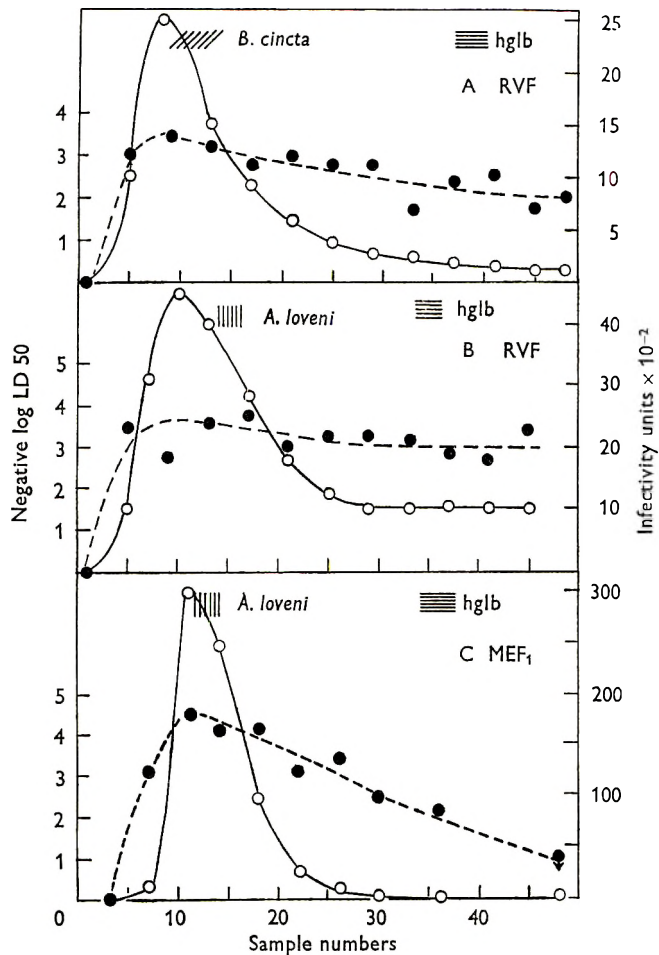 B. cincta
hglb
A RVF
25
20
15
10
5
4
3
2
1
A. loveni
hglb
B RVF
40
30
20
10
5
4
3
2
1
A. loveni
hglb
C MEF₁
300
200
100
5
4
3
2
1
0 10 20 30 40
Sample numbers
Negative log LD 50
Infectivity units × 10⁻²